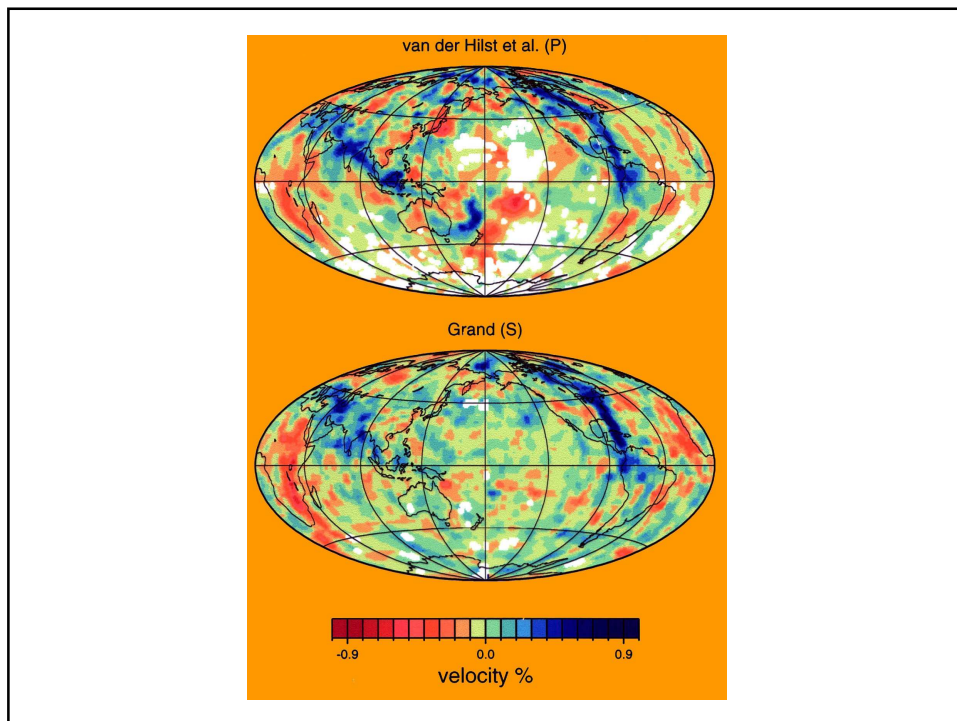 van der Hilst et al. (P)
Grand (S)
-0.9 0.0 0.9
velocity %